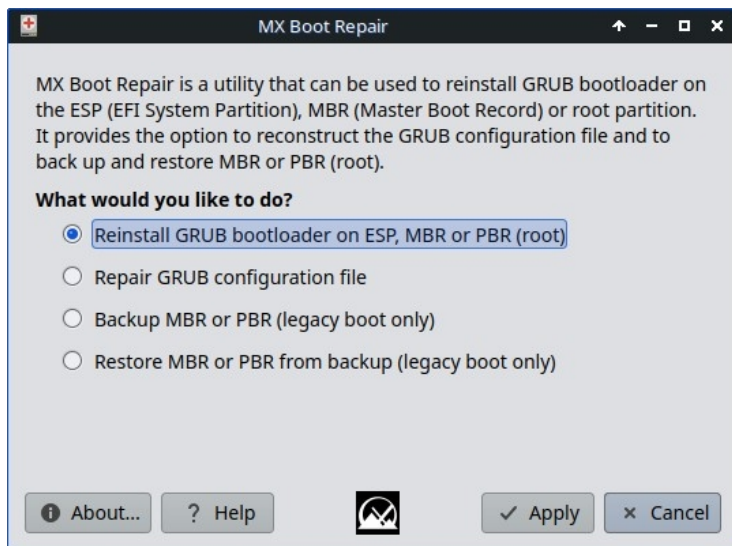 MX Boot Repair
MX Boot Repair is a utility that can be used to reinstall GRUB bootloader on
the ESP (EFI System Partition), MBR (Master Boot Record) or root partition.
It provides the option to reconstruct the GRUB configuration file and to
back up and restore MBR or PBR (root).
What would you like to do?
Reinstall GRUB bootloader on ESP, MBR or PBR (root)
Repair GRUB configuration file
Backup MBR or PBR (legacy boot only)
Restore MBR or PBR from backup (legacy boot only)
About... ? Help Apply Cancel